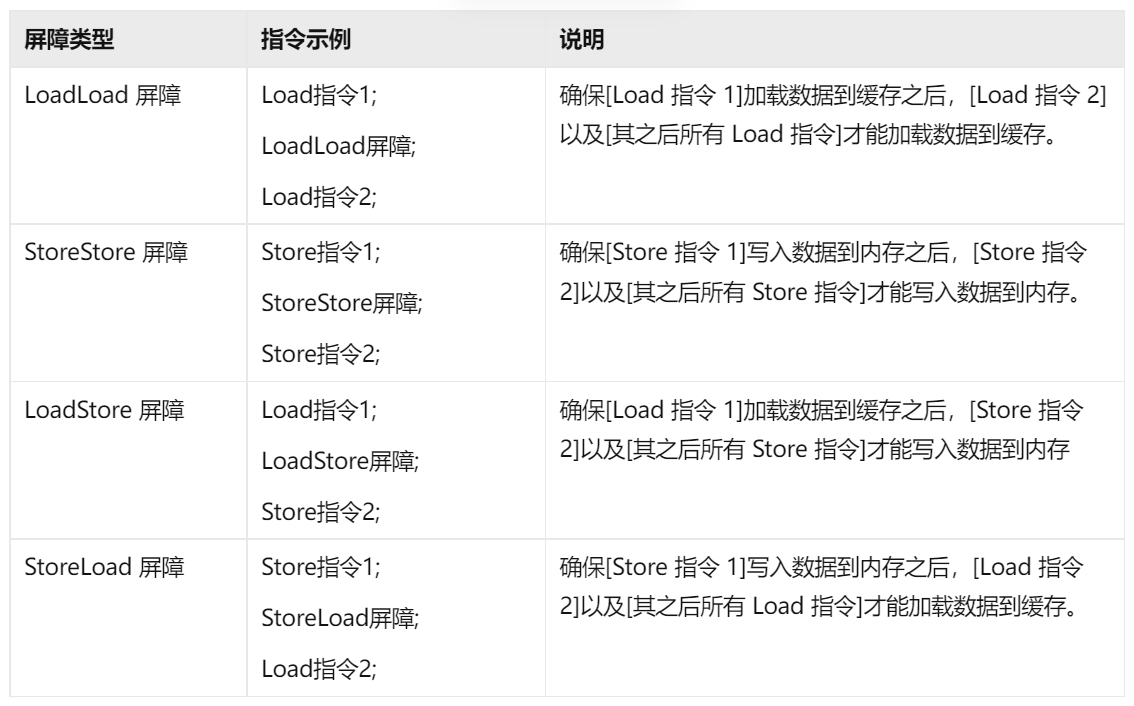 屏障类型 指令示例 说明
LoadLoad 屏障 Load指令1; 确保[Load 指令 1]加载数据到缓存之后，[Load 指令 2]
LoadLoad屏障; 以及[其之后所有 Load 指令]才能加载数据到缓存。
Load指令2;
StoreStore 屏障 Store指令1; 确保[Store 指令 1]写入数据到内存之后，[Store 指令
StoreStore屏障; 2]以及[其之后所有 Store 指令]才能写入数据到内存。
Store指令2;
LoadStore 屏障 Load指令1; 确保[Load 指令 1]加载数据到缓存之后，[Store 指令
LoadStore屏障; 2]以及[其之后所有 Store 指令]才能写入数据到内存
Store指令2;
StoreLoad 屏障 Store指令1; 确保[Store 指令 1]写入数据到内存之后，[Load 指令
StoreLoad屏障; 2]以及[其之后所有 Load 指令]才能加载数据到缓存。
Load指令2;